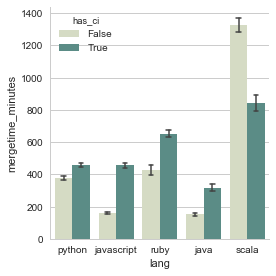 1400
1200
1000
800
600
400
200
0
mergetime_minutes
has_ci
False
True
python javascript ruby java scala
lang